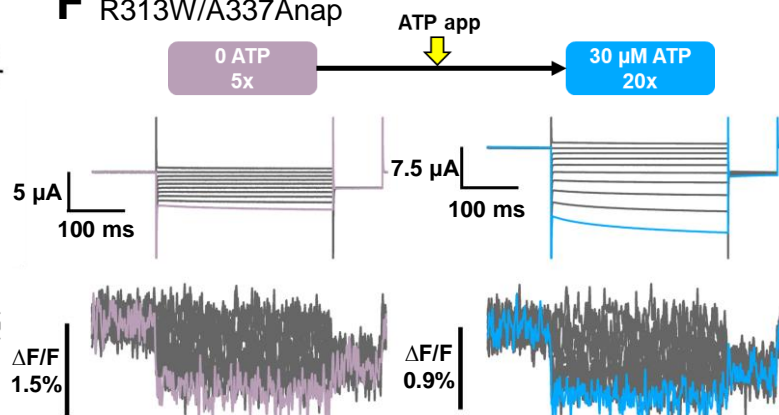 F R313W/A337Anap
ATP app
0 ATP
5x
30 µM ATP
20x
5 µA
100 ms
7.5 µA
100 ms
ΔF/F
1.5%
ΔF/F
0.9%